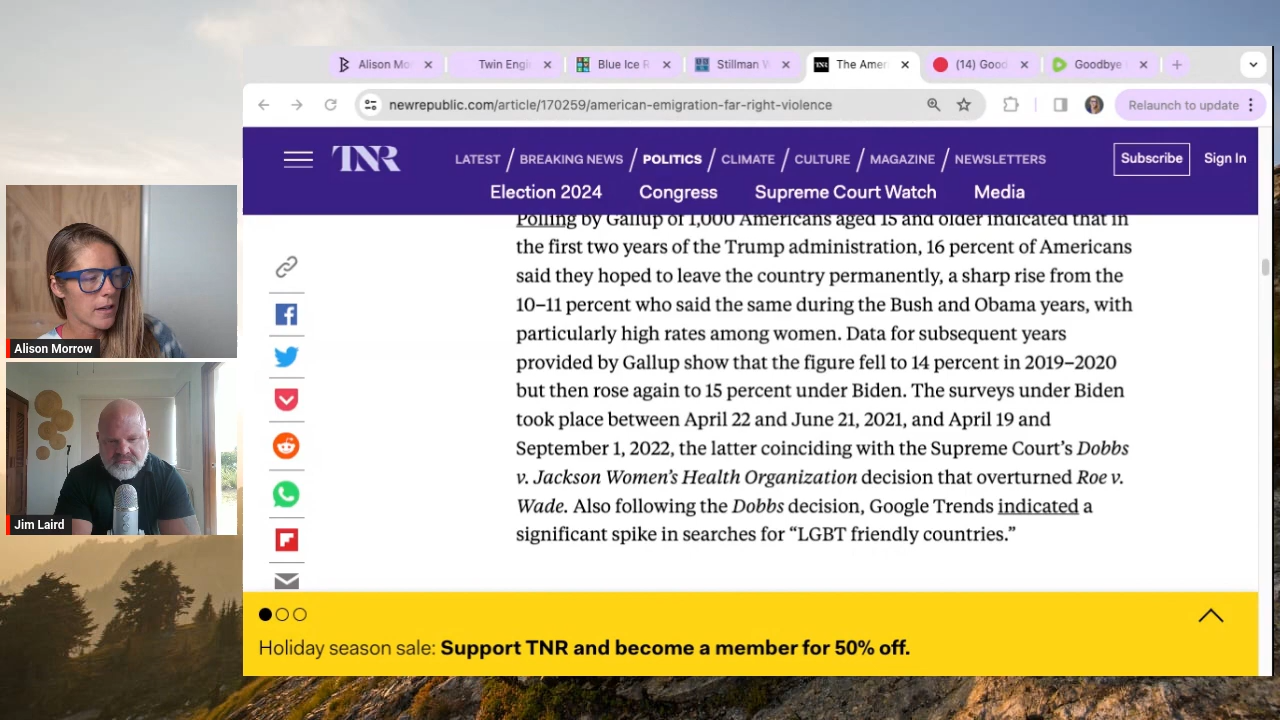 Alison Mo
Twin Engi
Blue Ice R
Stillman V
TNR
The Amer
(14) Good
Goodbye
newrepublic.com/article/170259/american-emigration-far-right-violence
Relaunch to update
TNR
LATEST / BREAKING NEWS / POLITICS / CLIMATE / CULTURE / MAGAZINE / NEWSLETTERS
Subscribe
Sign In
Election 2024
Congress
Supreme Court Watch
Media
Polling by Gallup of 1,000 Americans aged 15 and older indicated that in
the first two years of the Trump administration, 16 percent of Americans
said they hoped to leave the country permanently, a sharp rise from the
10–11 percent who said the same during the Bush and Obama years, with
particularly high rates among women. Data for subsequent years
provided by Gallup show that the figure fell to 14 percent in 2019–2020
but then rose again to 15 percent under Biden. The surveys under Biden
took place between April 22 and June 21, 2021, and April 19 and
September 1, 2022, the latter coinciding with the Supreme Court’s Dobbs
v. Jackson Women’s Health Organization decision that overturned Roe v.
Wade. Also following the Dobbs decision, Google Trends indicated a
significant spike in searches for “LGBT friendly countries.”
Alison Morrow
Jim Laird
Holiday season sale: Support TNR and become a member for 50% off.